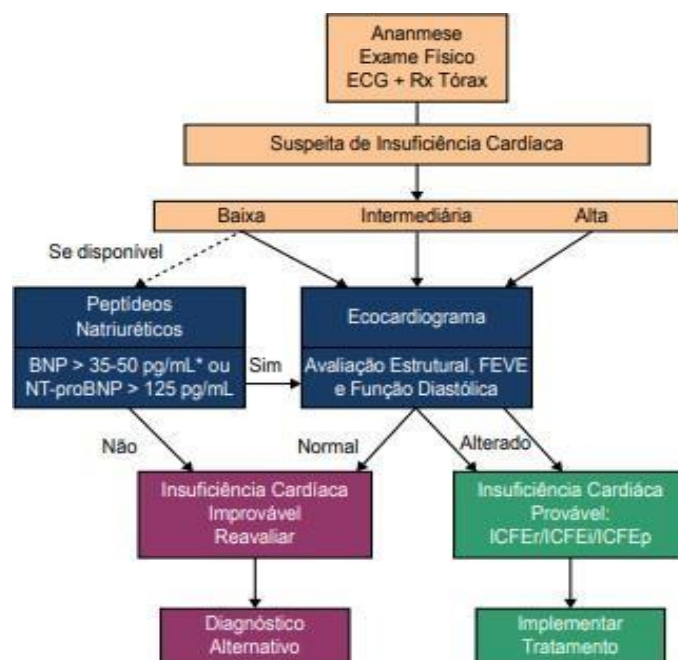 Ananmese
Exame Físico
ECG + Rx Tórax
Suspeita de Insuficiência Cardíaca
Baixa Intermediária Alta
Se disponível
Peptídeos
Natriuréticos
BNP > 35-50 pg/mL* ou
NT-proBNP > 125 pg/mL
Sim
Ecocardiograma
Avaliação Estrutural, FEVE
e Função Diastólica
Não
Normal
Alterado
Insuficiência Cardíaca
Improvável
Reavaliar
Insuficiência Cardiáca
Provável:
ICFEr/ICFEi/ICFEp
Diagnóstico
Alternativo
Implementar
Tratamento